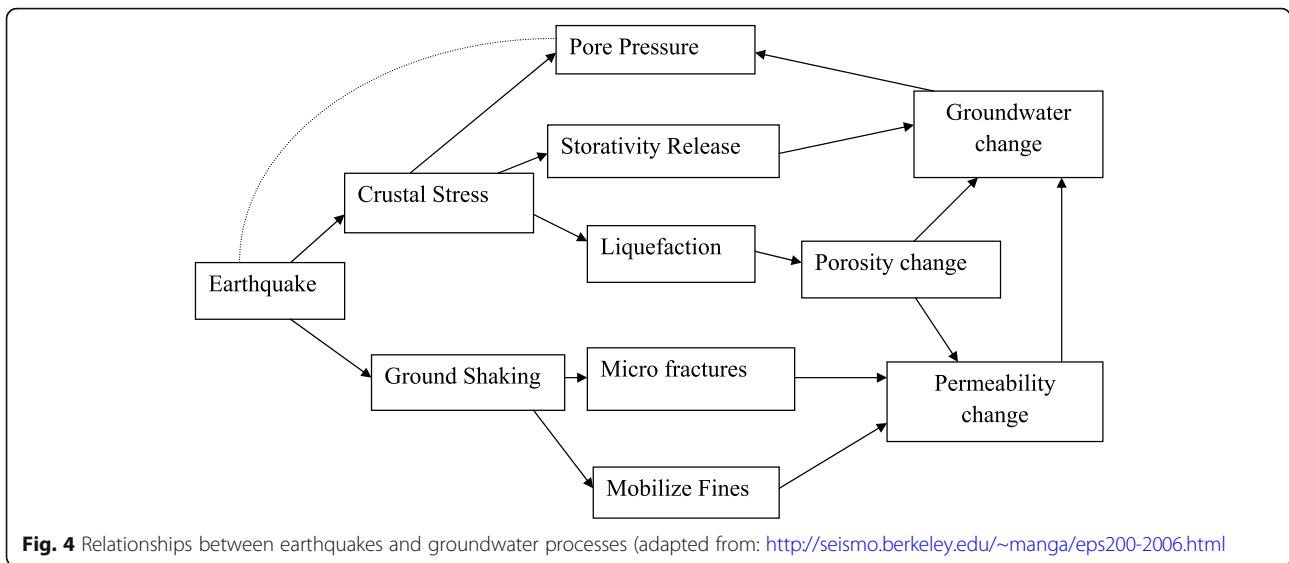 Pore Pressure
Groundwater
change
Storativity Release
Crustal Stress
Liquefaction
Porosity change
Earthquake
Ground Shaking
Micro fractures
Permeability
change
Mobilize Fines
Fig. 4 Relationships between earthquakes and groundwater processes (adapted from: http://seismo.berkeley.edu/~manga/eps200-2006.html